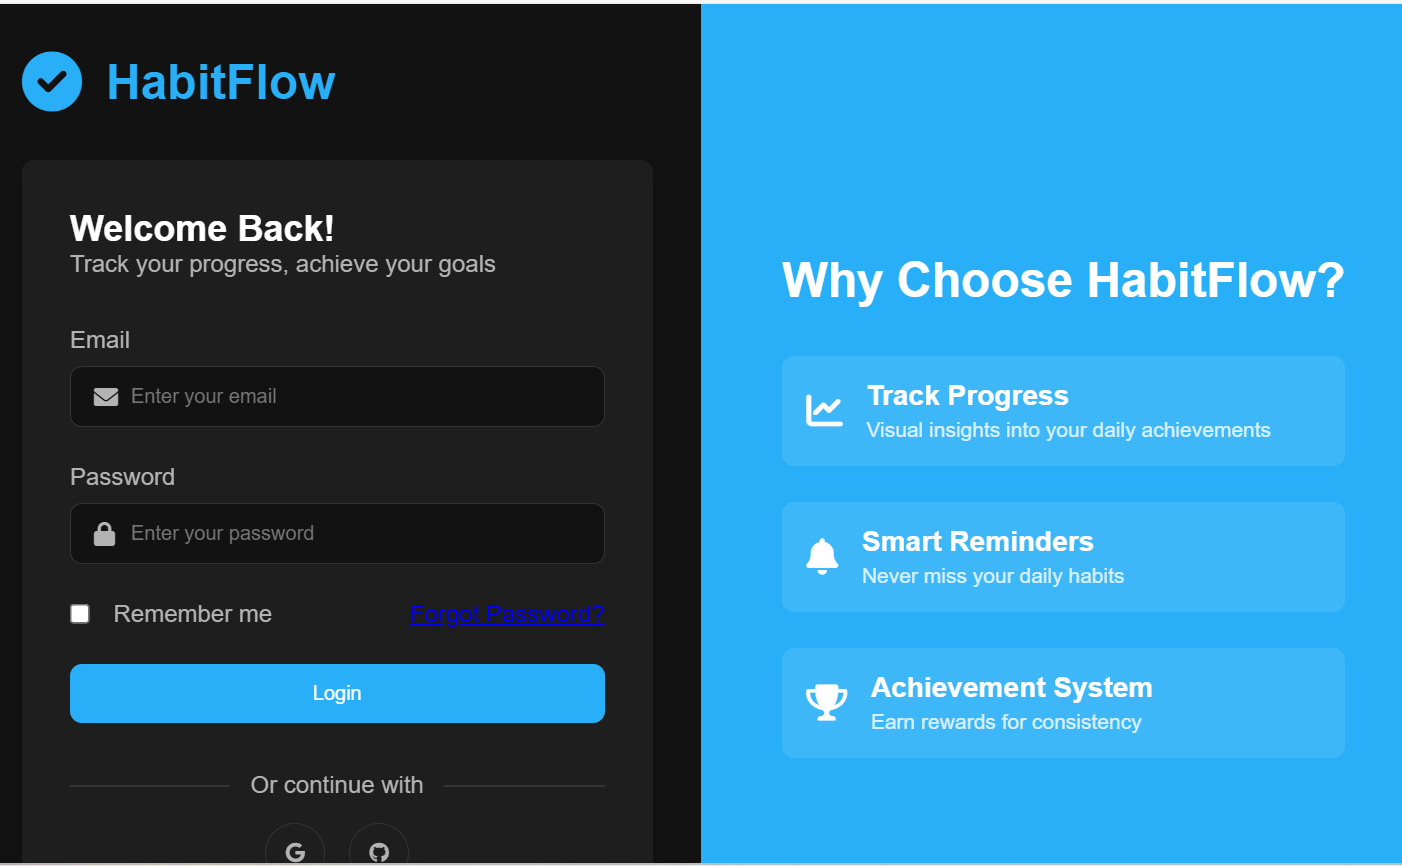 HabitFlow
Welcome Back!
Track your progress, achieve your goals
Email
Enter your email
Password
Enter your password
Remember me
Forgot Password?
Login
Or continue with
Why Choose HabitFlow?
Track Progress
Visual insights into your daily achievements
Smart Reminders
Never miss your daily habits
Achievement System
Earn rewards for consistency